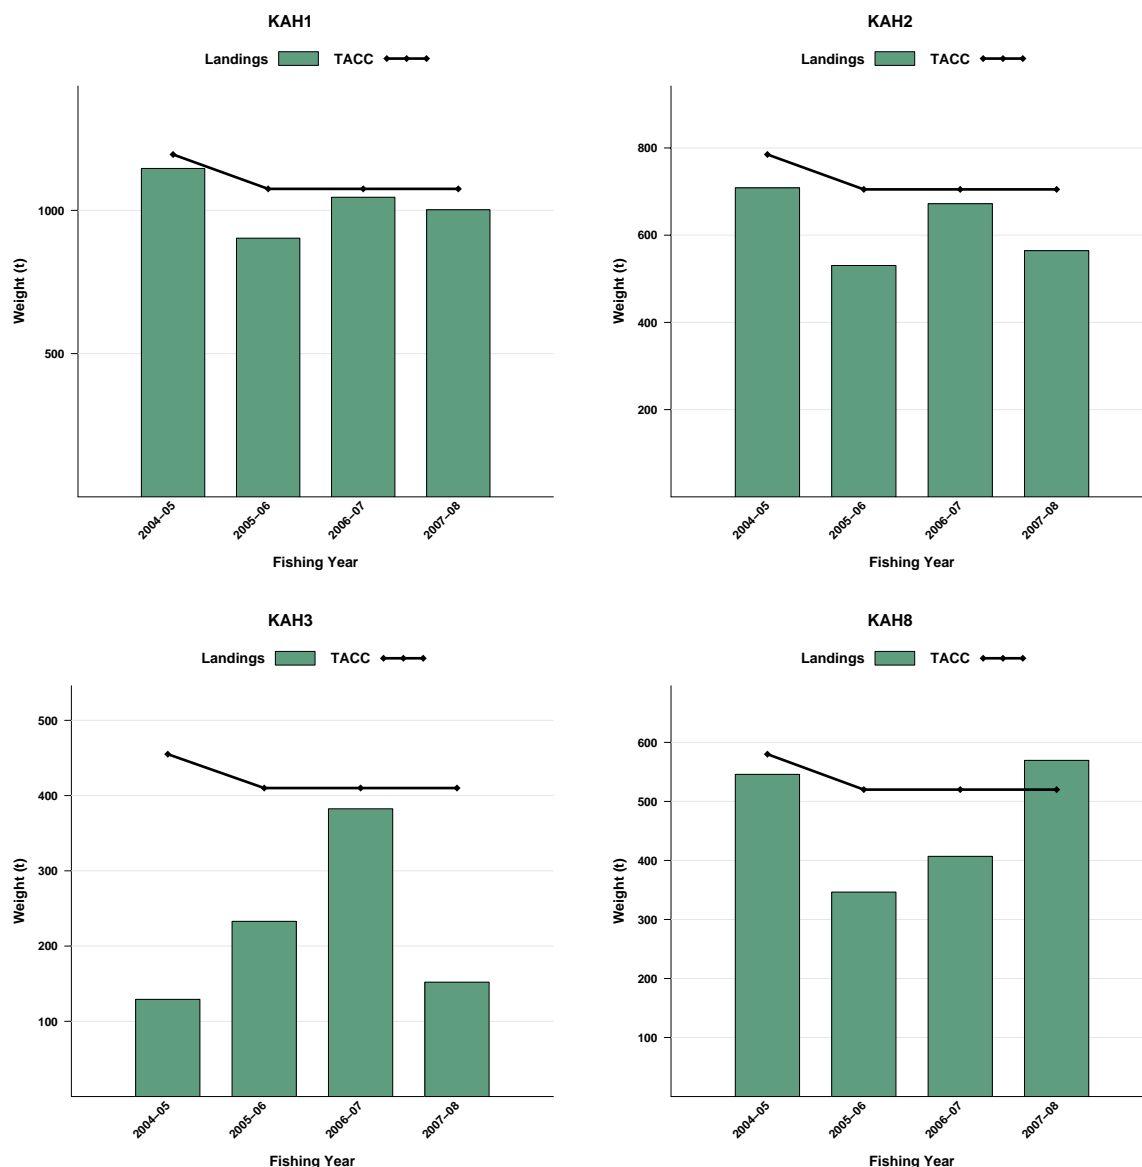 KAH1
Landings TACC
1000
500
Weight (t)
2004–05 2005–06 2006–07 2007–08
Fishing Year
KAH2
Landings TACC
800
600
400
200
Weight (t)
2004–05 2005–06 2006–07 2007–08
Fishing Year
KAH3
Landings TACC
500
400
300
200
100
Weight (t)
2004–05 2005–06 2006–07 2007–08
Fishing Year
KAH8
Landings TACC
600
500
400
300
200
100
Weight (t)
2004–05 2005–06 2006–07 2007–08
Fishing Year